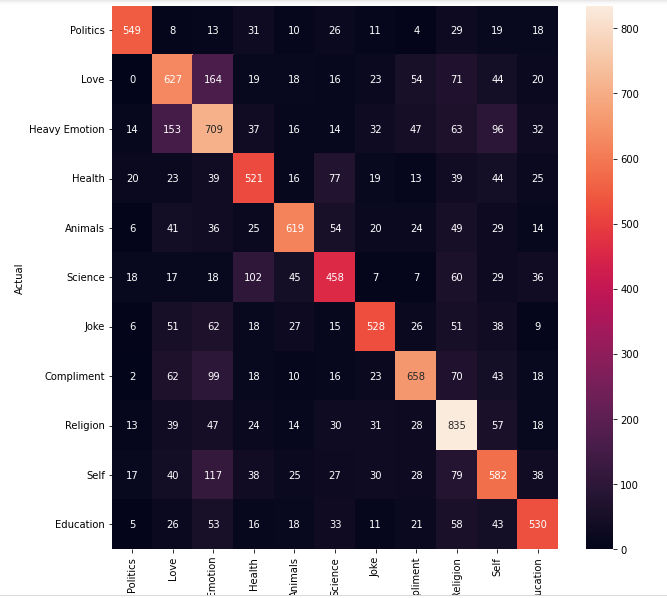 Politics 549 8 13 31 10 26 11 4 29 19 18
Love 0 627 164 19 18 16 23 54 71 44 20
Heavy Emotion 14 153 709 37 16 14 32 47 63 96 32
Health 20 23 39 521 16 77 19 13 39 44 25
Animals 6 41 36 25 619 54 20 24 49 29 14
Science 18 17 18 102 45 458 7 7 60 29 36
Joke 6 51 62 18 27 15 528 26 51 38 9
Compliment 2 62 99 18 10 16 23 658 70 43 18
Religion 13 39 47 24 14 30 31 28 835 57 18
Self 17 40 117 38 25 27 30 28 79 582 38
Education 5 26 53 16 18 33 11 21 58 43 530
Actual
Politics
Love
Emotion
Health
Animals
Science
Joke
pliment
Religion
Self
ucation
800
700
600
500
400
300
200
100
0